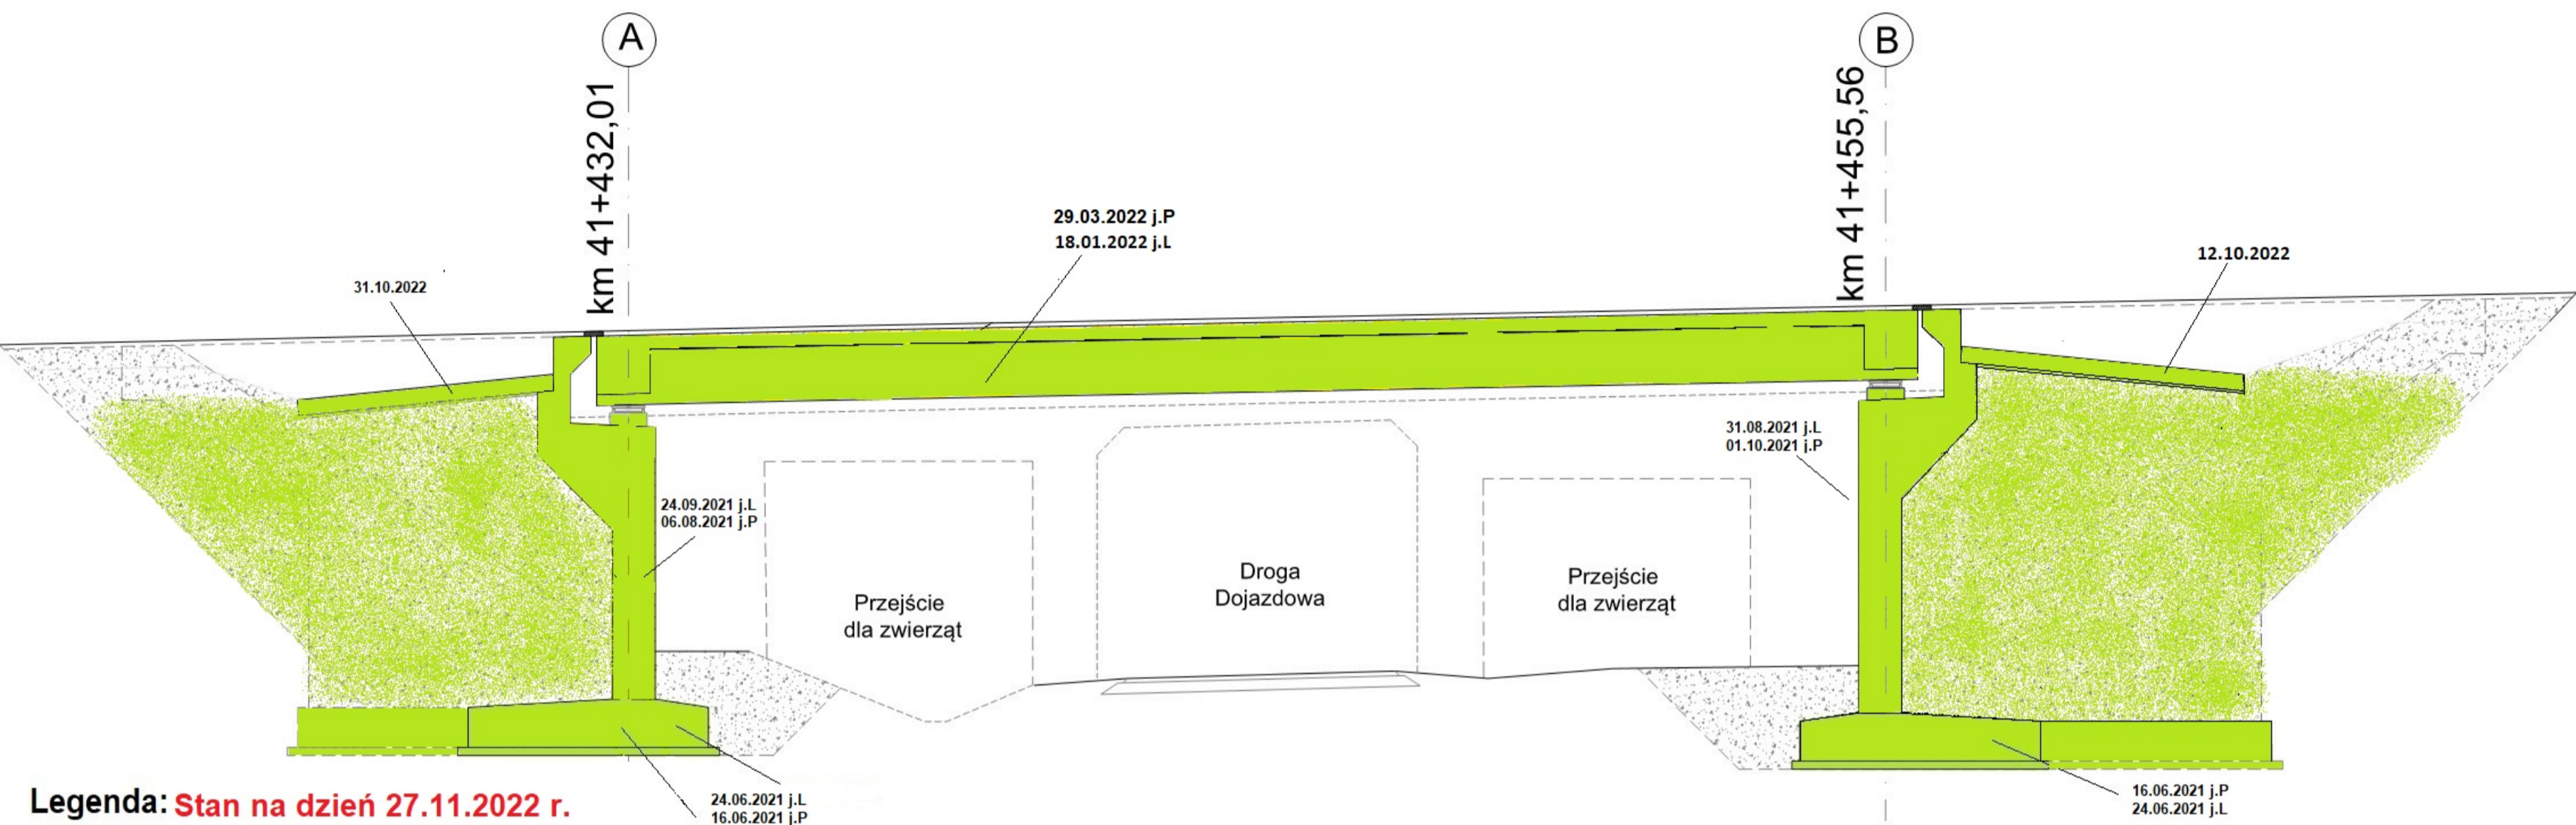 A
B
km 41+432,01
km 41+455,56
29.03.2022 j.P
18.01.2022 j.L
12.10.2022
31.10.2022
31.08.2021 j.L
01.10.2021 j.P
24.09.2021 j.L
06.08.2021 j.P
Przejście
dla zwierząt
Droga
Dojazdowa
Przejście
dla zwierząt
24.06.2021 j.L
16.06.2021 j.P
16.06.2021 j.P
24.06.2021 j.L
Legenda: Stan na dzień 27.11.2022 r.